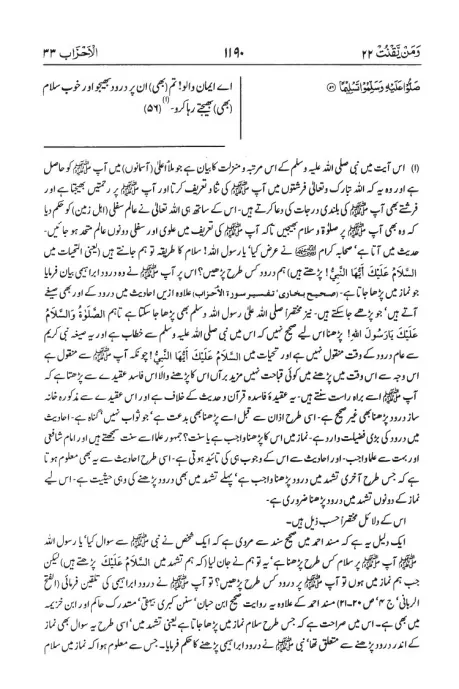 وَمَن يَّقْنُتْ ٢٢
١١٩٠
الأحزاب ٣٣
صَلُّوا عَلَيْهِ وَسَلِّمُوا تَسْلِيمًا ﴿٥٦﴾
اے ایمان والو! تم (بھی) ان پر درود بھیجو اور خوب سلام
(بھی) بھیجتے رہا کرو۔ (۱) (۵۶)
(۱) اس آیت میں نبی صلی اللہ علیہ وسلم کے اس مرتبہ و منزلت کا بیان ہے جو ملأ اعلیٰ (آسمانوں) میں آپ ﷺ کو حاصل
ہے اور وہ یہ کہ اللہ تبارک وتعالیٰ فرشتوں میں آپ ﷺ کی ثنا و تعریف کرتا اور آپ ﷺ پر رحمتیں بھیجتا ہے اور
فرشتے بھی آپ ﷺ کی بلندی درجات کی دعا کرتے ہیں۔ اس کے ساتھ ہی اللہ تعالیٰ نے عالم سفلی (اہل زمین) کو حکم دیا
کہ وہ بھی آپ ﷺ پر صلوٰۃ و سلام بھیجیں تاکہ آپ ﷺ کی تعریف میں علوی اور سفلی دونوں عالم متحد ہو جائیں۔
حدیث میں آتا ہے، صحابہ کرام نے عرض کیا، یا رسول اللہ! سلام کا طریقہ تو ہم جانتے ہیں (یعنی التحیات میں
السَّلَامُ عَلَيْكَ أَيُّهَا النَّبِيُّ! پڑھتے ہیں) ہم درود کس طرح پڑھیں؟ اس پر آپ ﷺ نے وہ درود ابراہیمی بیان فرمایا
جو نماز میں پڑھا جاتا ہے۔ (صحیح بخاری، تفسیر سورۃ الأحزاب) علاوہ ازیں احادیث میں درود کے اور بھی صیغے
آتے ہیں، جو پڑھے جا سکتے ہیں۔ نیز مختصراً صلی اللہ علی رسول اللہ وسلم بھی پڑھا جا سکتا ہے تاہم الصَّلٰوةُ وَالسَّلَامُ
عَلَيْكَ يَارَسُولَ اللهِ! پڑھنا اس لیے صحیح نہیں کہ اس میں نبی صلی اللہ علیہ وسلم سے خطاب ہے اور یہ صیغہ نبی کریم
سے عام درود کے وقت منقول نہیں ہے اور تحیات میں السَّلَامُ عَلَيْكَ أَيُّهَا النَّبِيُّ! چونکہ آپ ﷺ سے منقول ہے
اس وجہ سے اس وقت میں پڑھنے میں کوئی قباحت نہیں مزید برآں اس کا پڑھنے والا اس فاسد عقیدے سے پڑھتا ہے کہ
آپ ﷺ اسے براہ راست سنتے ہیں۔ یہ عقیدۂ فاسدہ قرآن و حدیث کے خلاف ہے اور اس عقیدے سے مذکورہ خانہ
ساز درود پڑھنا بھی غیر صحیح ہے۔ اسی طرح اذان سے قبل اسے پڑھنا بھی بدعت ہے، جو ثواب نہیں، گناہ ہے۔ احادیث
میں درود کی بڑی فضیلت وارد ہے۔ نماز میں اس کا پڑھنا واجب ہے یا سنت؟ جمہور علما اسے سنت سمجھتے ہیں اور امام شافعی
اور بہت سے علما واجب۔ اور احادیث سے اس کے وجوب ہی کی تائید ہوتی ہے۔ اسی طرح احادیث سے یہ بھی معلوم ہوتا
ہے کہ جس طرح آخری تشہد میں درود پڑھنا واجب ہے، پہلے تشہد میں بھی درود پڑھنے کی وہی حیثیت ہے۔ اس لیے
نماز کے دونوں تشہد میں درود پڑھنا ضروری ہے۔
اس کے دلائل مختصراً حسب ذیل ہیں۔
ایک دلیل یہ ہے کہ مسند احمد میں صحیح سند سے مروی ہے کہ ایک شخص نے نبی ﷺ سے سوال کیا، یا رسول اللہ
ﷺ آپ ﷺ پر سلام کس طرح پڑھنا ہے، یہ تو ہم نے جان لیا (کہ ہم تشہد میں السَّلَامُ عَلَيْكَ پڑھتے ہیں) لیکن
جب ہم نماز میں ہوں تو آپ ﷺ پر درود کس طرح پڑھیں؟ تو آپ ﷺ نے درود ابراہیمی کی تلقین فرمائی (الفتح
الربانی، ج ۴، ص ۲۰-۲۱) مسند احمد کے علاوہ یہ روایت صحیح ابن حبان، سنن کبریٰ بیہقی، مستدرک حاکم اور ابن خزیمہ
میں بھی ہے۔ اس میں صراحت ہے کہ جس طرح سلام نماز میں پڑھا جاتا ہے یعنی تشہد میں، اسی طرح یہ سوال بھی نماز
کے اندر درود پڑھنے سے متعلق تھا، نبی ﷺ نے درود ابراہیمی پڑھنے کا حکم فرمایا۔ جس سے معلوم ہوا کہ نماز میں سلام